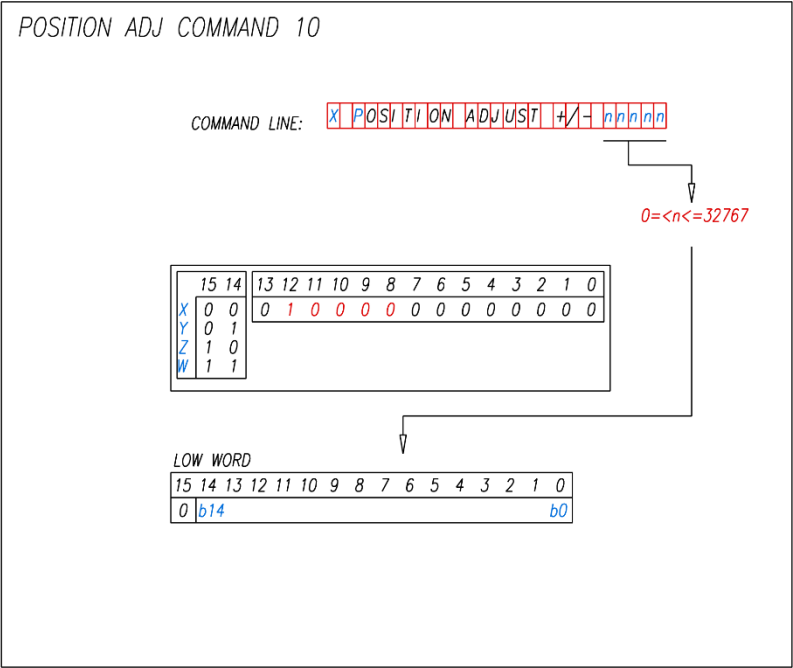 POSITION ADJ COMMAND 10
COMMAND LINE: X POSITION ADJUST +/- nnnnn
0=<n<=32767
15 14 13 12 11 10 9 8 7 6 5 4 3 2 1 0
X 0 0 0 1 0 0 0 0 0 0 0 0 0 0 0 0
Y 0 1
Z 1 0
W 1 1
LOW WORD
15 14 13 12 11 10 9 8 7 6 5 4 3 2 1 0
0 b14 b0